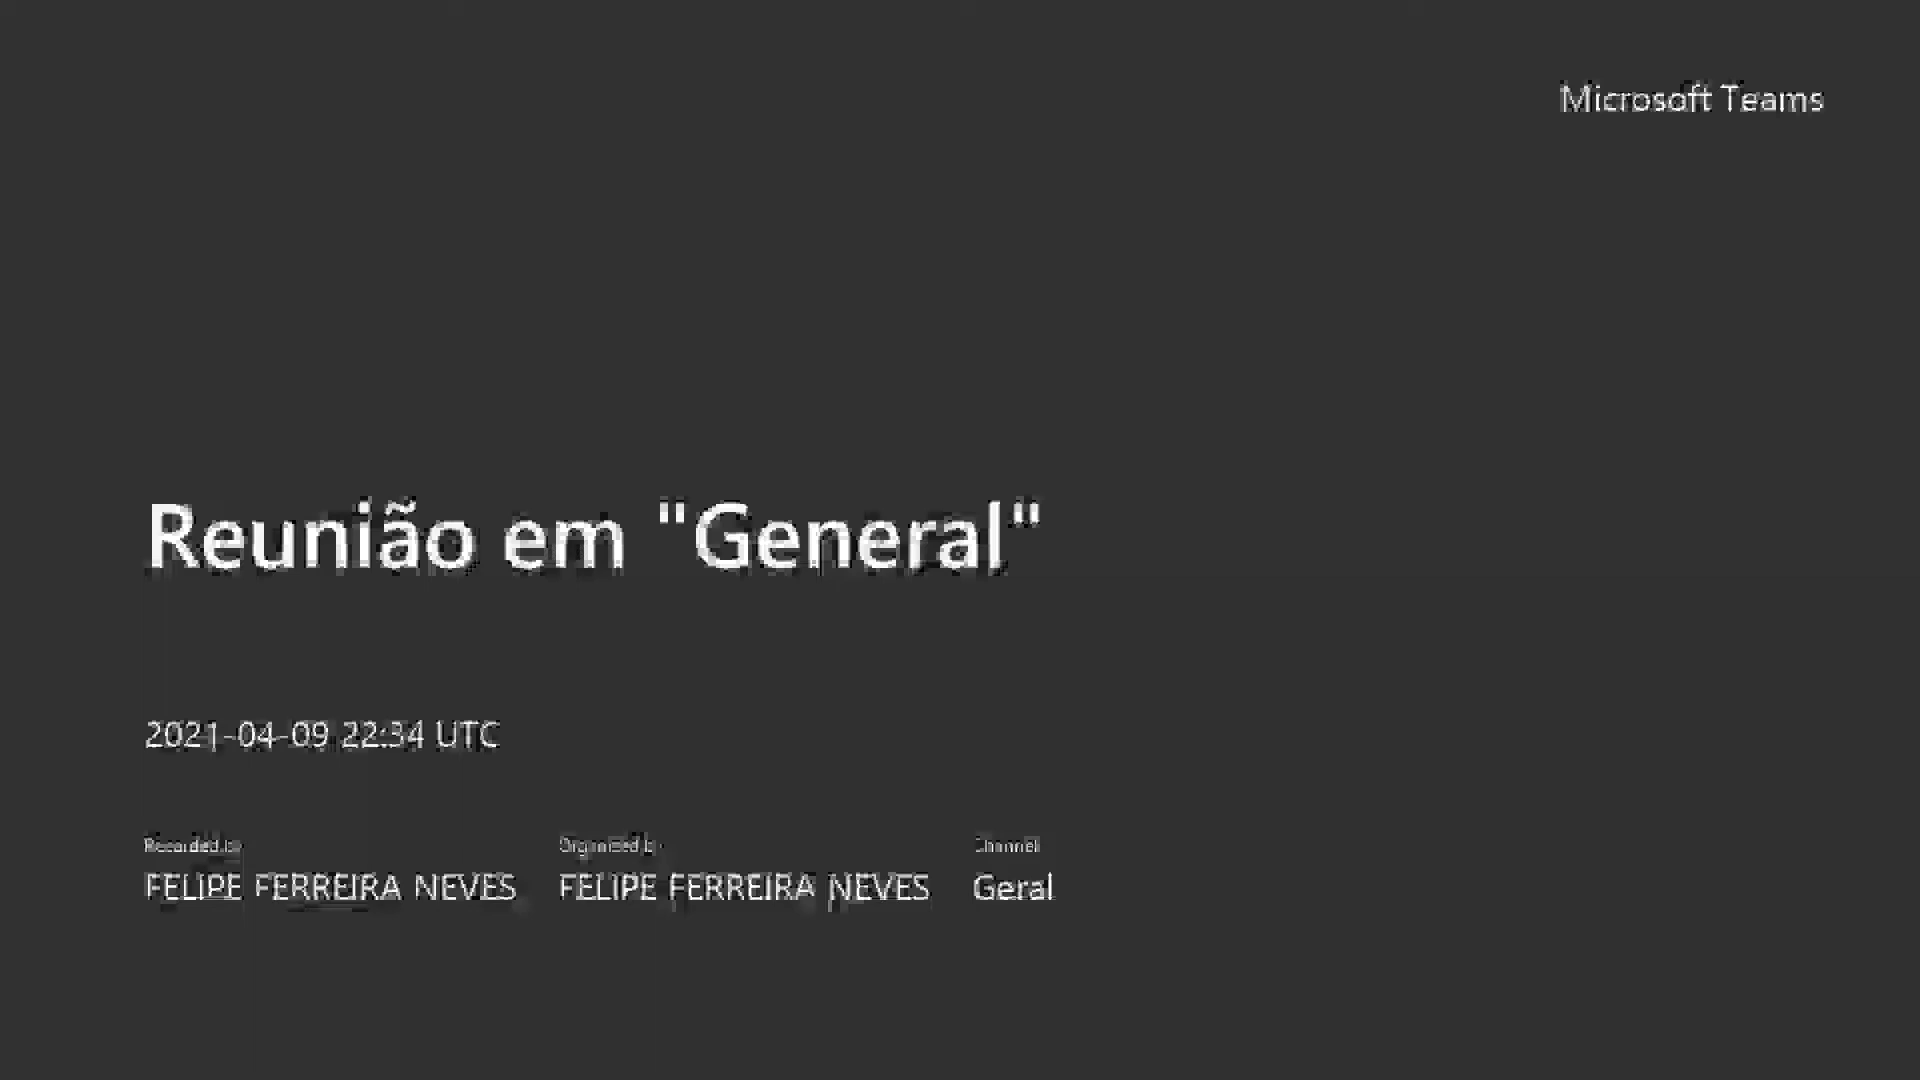 Microsoft Teams
Reunião em "General"
2021-04-09 22:34 UTC
Recorded by Organized by Channel
FELIPE FERREIRA NEVES FELIPE FERREIRA NEVES Geral